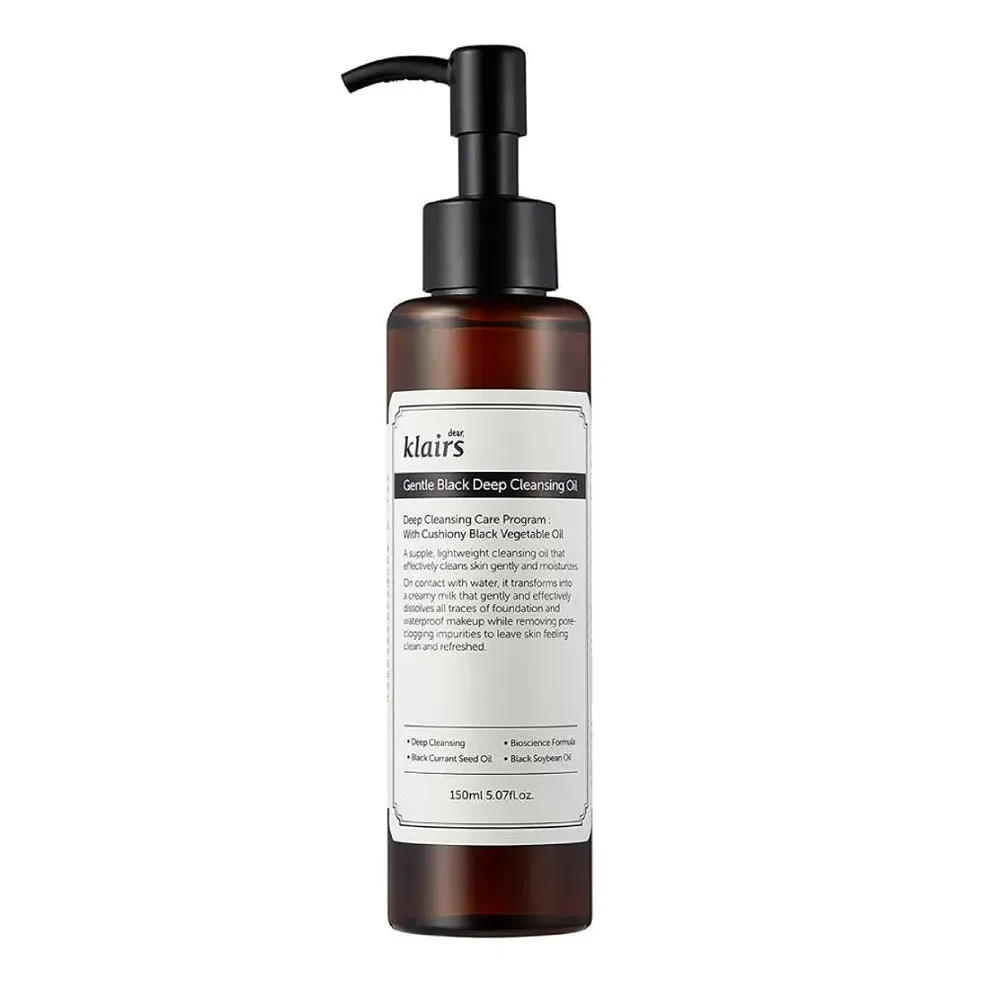 dear,
klairs
Gentle Black Deep Cleansing Oil
Deep Cleansing Care Program :
With Cushiony Black Vegetable Oil
A supple, lightweight cleansing oil that
effectively cleans skin gently and moisturizes.
On contact with water, it transforms into
a creamy milk that gently and effectively
dissolves all traces of foundation and
waterproof makeup while removing pore-
clogging impurities to leave skin feeling
clean and refreshed.
• Deep Cleansing • Bioscience Formula
• Black Currant Seed Oil • Black Soybean Oil
150ml 5.07fl.oz.